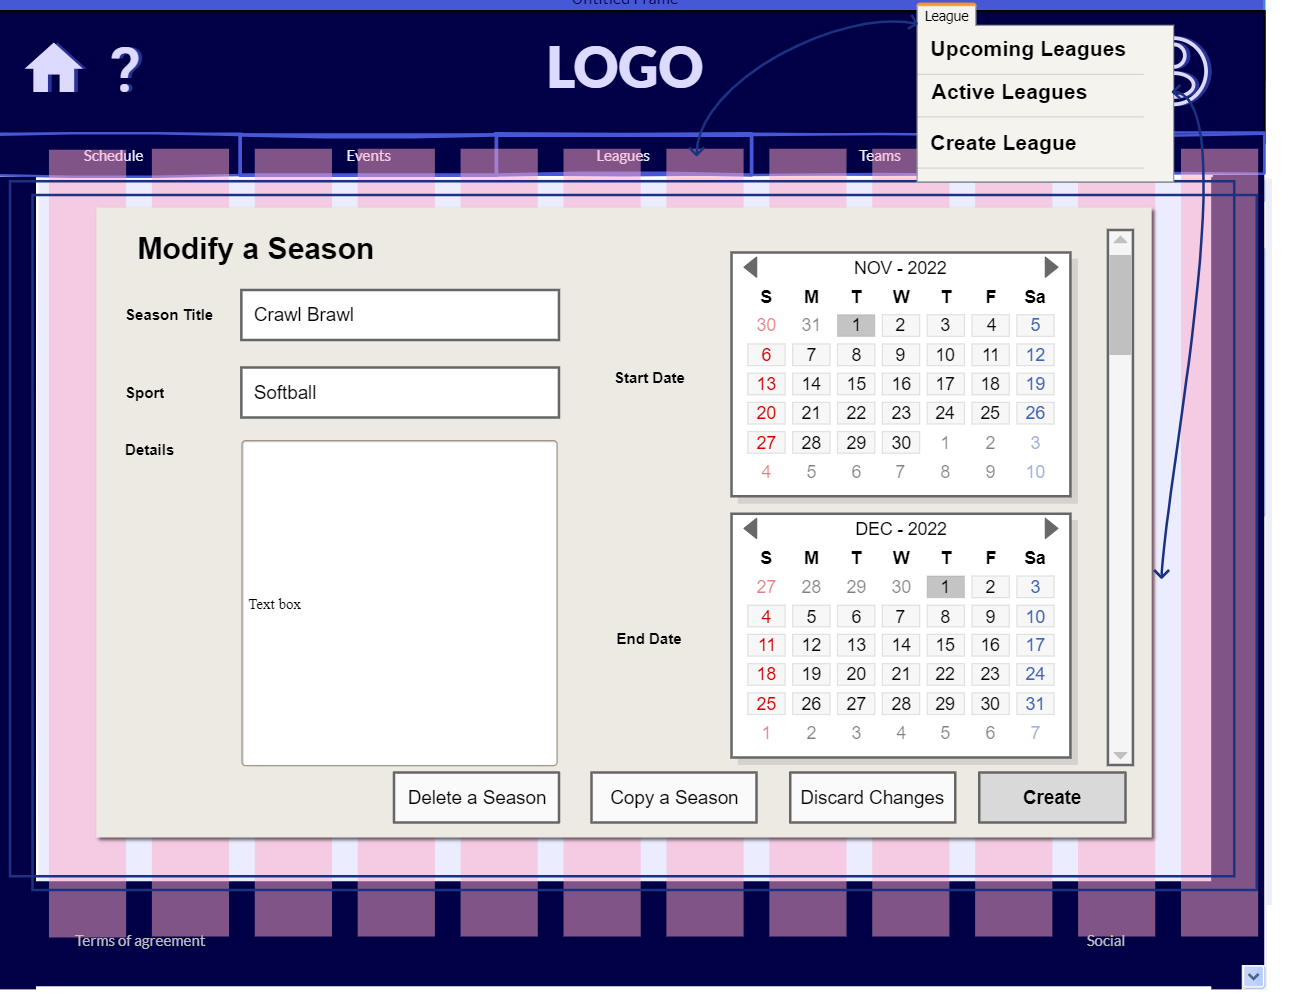 Untitled Frame
League
?
LOGO
Upcoming Leagues
Active Leagues
Create League
Schedule
Events
Leagues
Teams
Modify a Season
Season Title
Crawl Brawl
Sport
Softball
Details
Text box
Start Date
NOV - 2022
S M T W T F Sa
30 31 1 2 3 4 5
6 7 8 9 10 11 12
13 14 15 16 17 18 19
20 21 22 23 24 25 26
27 28 29 30 1 2 3
4 5 6 7 8 9 10
End Date
DEC - 2022
S M T W T F Sa
27 28 29 30 1 2 3
4 5 6 7 8 9 10
11 12 13 14 15 16 17
18 19 20 21 22 23 24
25 26 27 28 29 30 31
1 2 3 4 5 6 7
Delete a Season
Copy a Season
Discard Changes
Create
Terms of agreement
Social